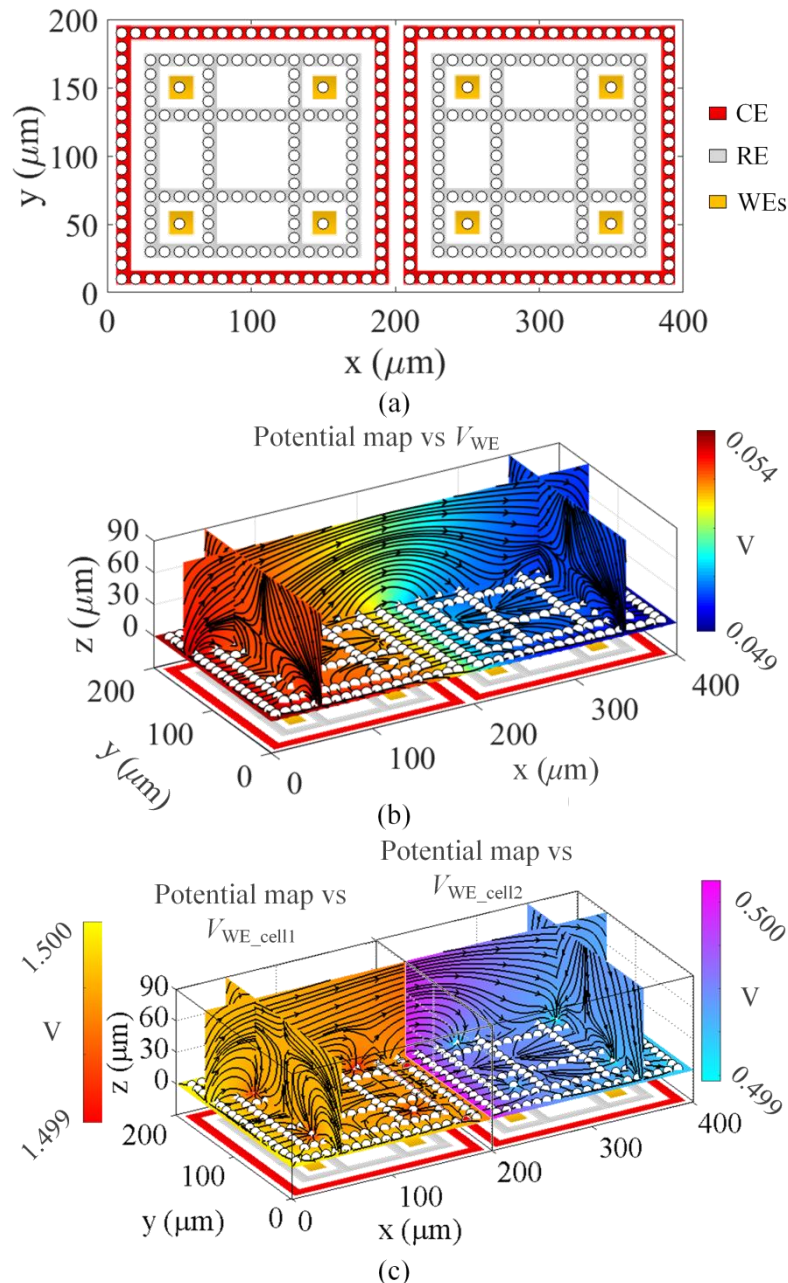 200
150
100
50
0
y (μm)
0
100
200
300
400
x (μm)
CE
RE
WEs
(a)
Potential map vs V_WE
90
60
30
0
z (μm)
200
100
0
y (μm)
0
100
200
300
400
x (μm)
0.054
V
0.049
(b)
Potential map vs
V_WE_cell1
Potential map vs
V_WE_cell2
1.500
V
1.499
90
60
30
0
z (μm)
200
100
0
y (μm)
0
100
200
300
400
x (μm)
0.500
V
0.499
(c)